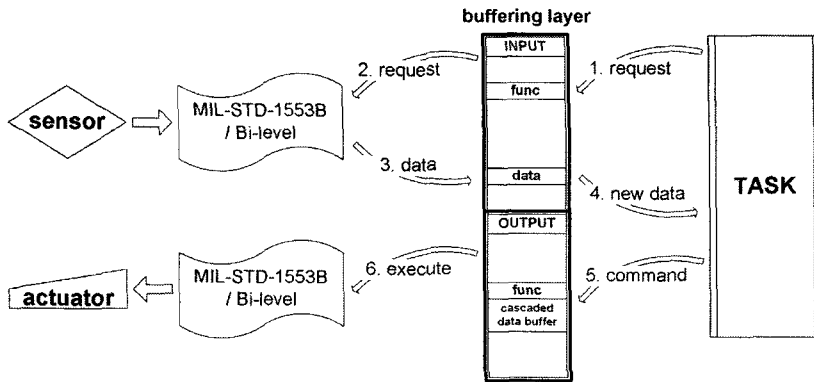 buffering layer
INPUT
2. request
1. request
func
sensor
MIL-STD-1553B
/ Bi-level
3. data
data
4. new data
TASK
OUTPUT
MIL-STD-1553B
/ Bi-level
6. execute
5. command
func
actuator
cascaded
data buffer